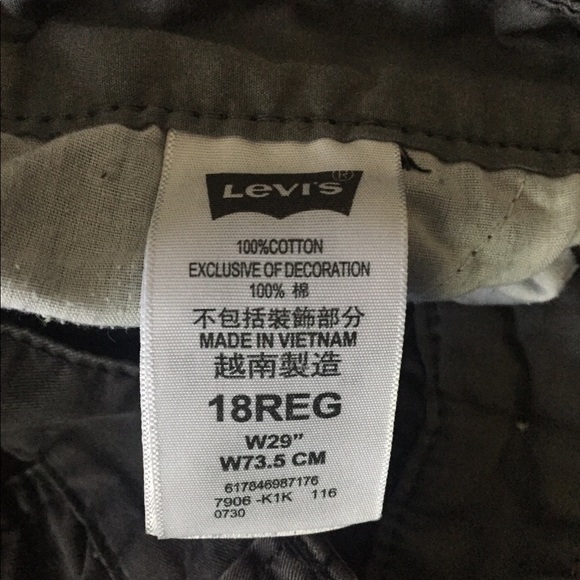 LEVI'S®
100%COTTON
EXCLUSIVE OF DECORATION
100% 棉
不包括裝飾部分
MADE IN VIETNAM
越南製造
18REG
W29"
W73.5 CM
617846987176
7906 -K1K 116
0730